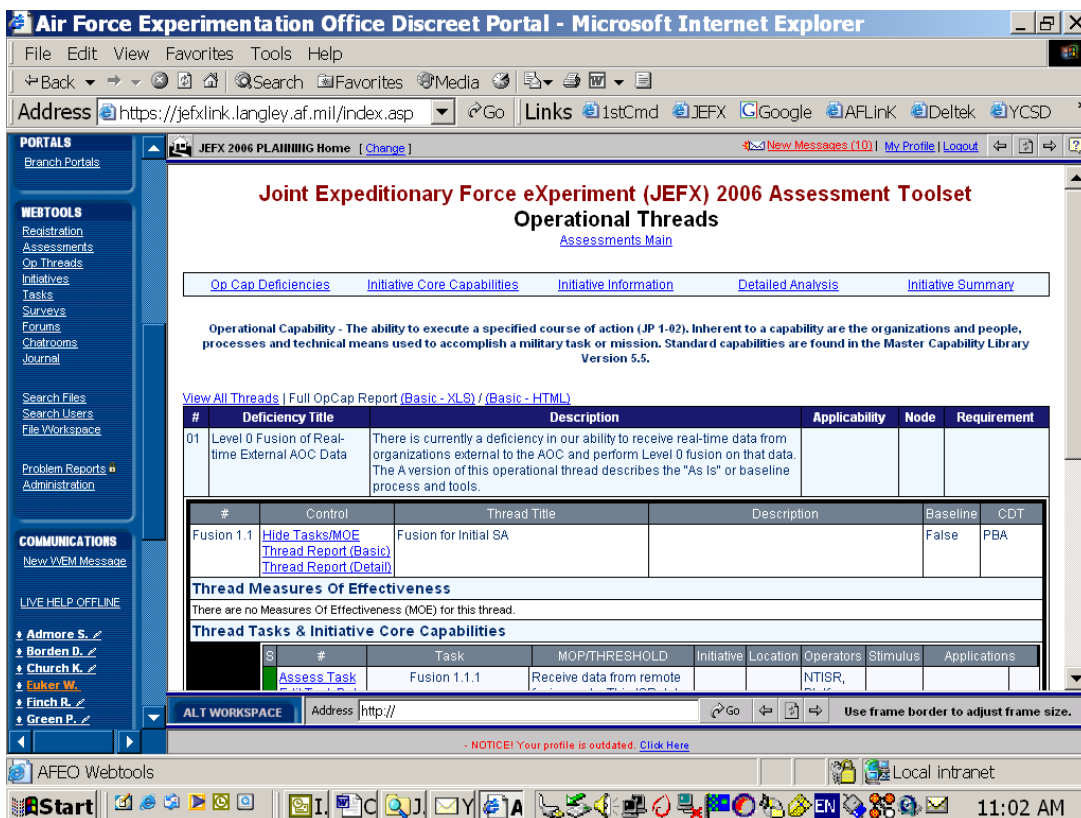 Air Force Experimentation Office Discreet Portal - Microsoft Internet Explorer
File Edit View Favorites Tools Help
Back Search Favorites Media
Address https://jefxlink.langley.af.mil/index.asp Go Links 1stCmd JEFX Google AFLinK Deltek YCSD
PORTALS
Branch Portals
JEFX 2006 PLANNING Home [ Change ] New Messages (10) | My Profile | Logout
WEBTOOLS
Registration
Assessments
Op Threads
Initiatives
Tasks
Surveys
Forums
Chatrooms
Journal
Search Files
Search Users
File Workspace
Problem Reports
Administration
COMMUNICATIONS
New WEM Message
LIVE HELP OFFLINE
Admore S.
Borden D.
Church K.
Euker W.
Finch R.
Green P.
Joint Expeditionary Force eXperiment (JEFX) 2006 Assessment Toolset
Operational Threads
Assessments Main
Op Cap Deficiencies Initiative Core Capabilities Initiative Information Detailed Analysis Initiative Summary
Operational Capability - The ability to execute a specified course of action (JP 1-02). Inherent to a capability are the organizations and people,
processes and technical means used to accomplish a military task or mission. Standard capabilities are found in the Master Capability Library
Version 5.5.
View All Threads | Full OpCap Report (Basic - XLS) / (Basic - HTML)
# Deficiency Title Description Applicability Node Requirement
01 Level 0 Fusion of Real- There is currently a deficiency in our ability to receive real-time data from
time External AOC Data organizations external to the AOC and perform Level 0 fusion on that data.
The A version of this operational thread describes the "As Is" or baseline
process and tools.
# Control Thread Title Description Baseline CDT
Fusion 1.1 Hide Tasks/MOE Fusion for Initial SA False PBA
Thread Report (Basic)
Thread Report (Detail)
Thread Measures Of Effectiveness
There are no Measures Of Effectiveness (MOE) for this thread.
Thread Tasks & Initiative Core Capabilities
S # Task MOP/THRESHOLD Initiative Location Operators Stimulus Applications
Assess Task Fusion 1.1.1 Receive data from remote NTISR,
ALT WORKSPACE Address http:// Go Use frame border to adjust frame size.
- NOTICE! Your profile is outdated. Click Here
AFEO Webtools Local intranet
Start I. C J. Y A EN 11:02 AM